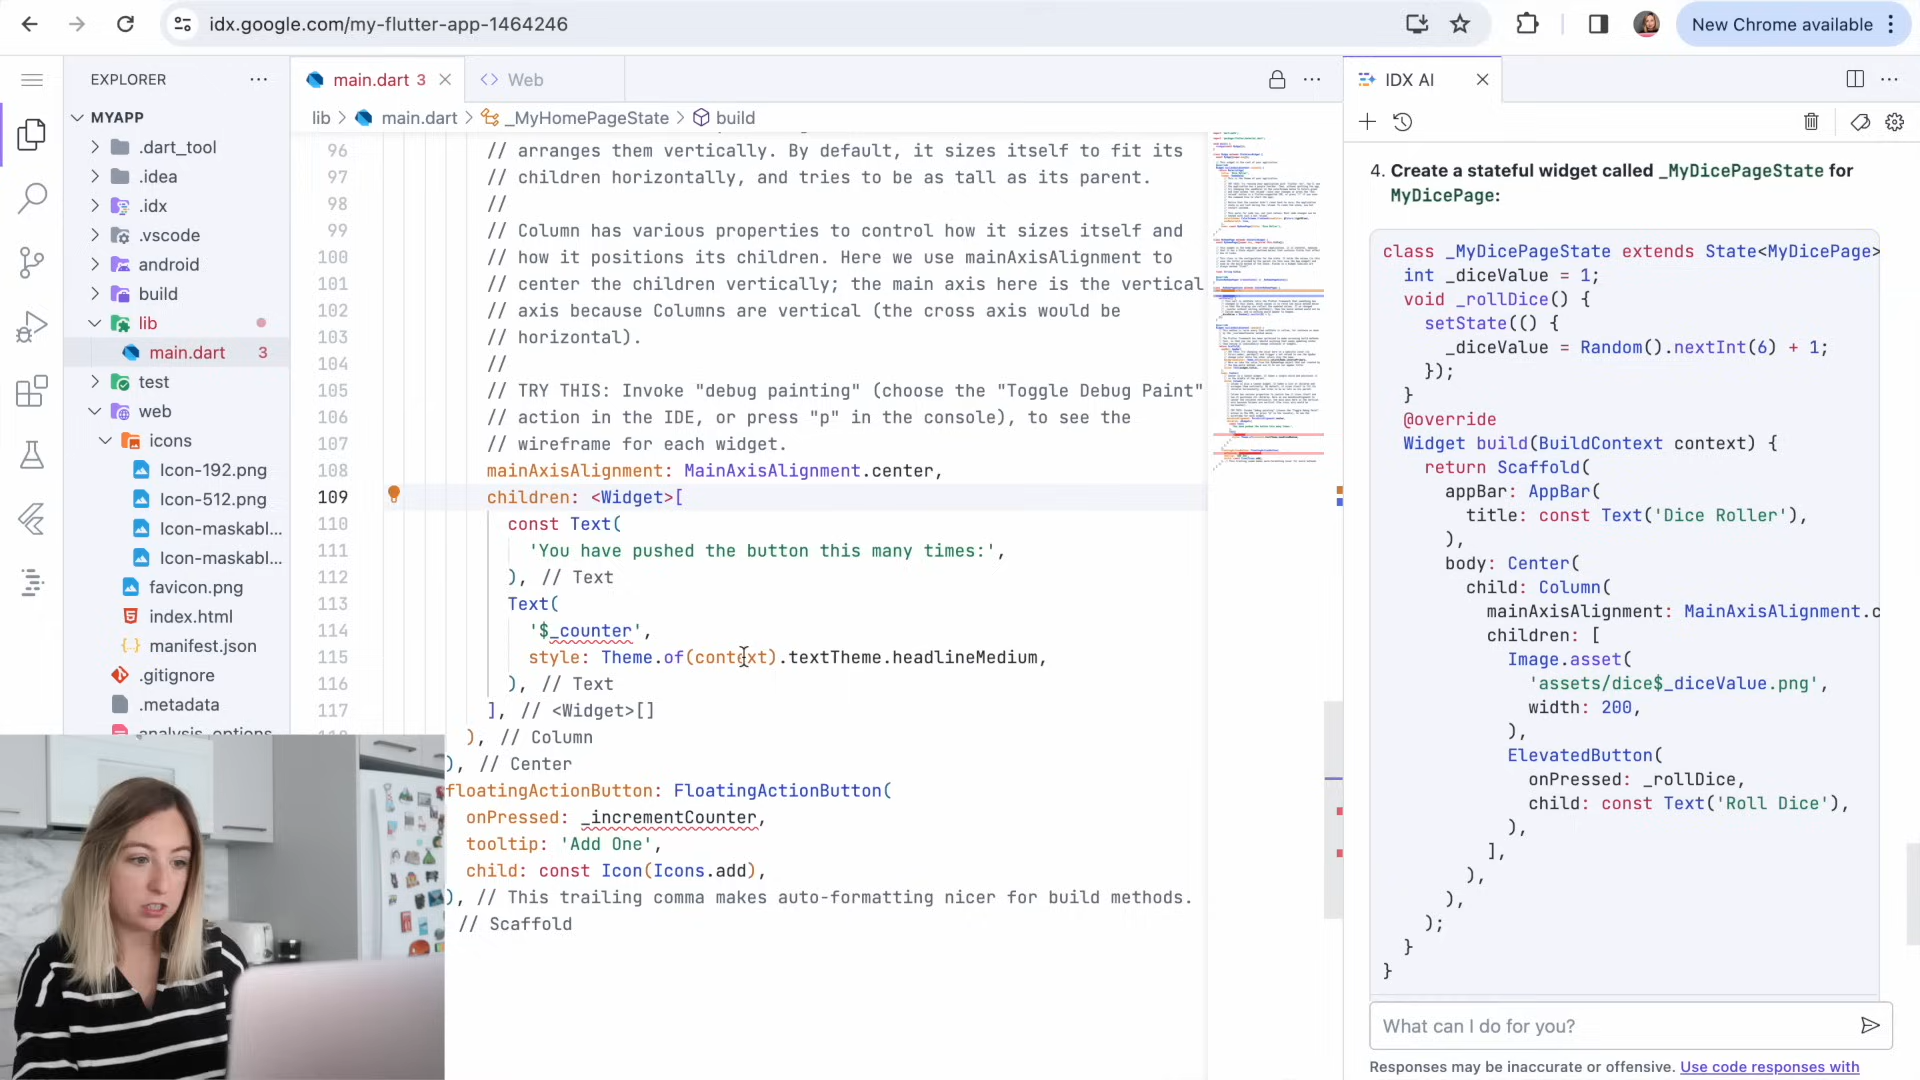 idx.google.com/my-flutter-app-1464246
New Chrome available
EXPLORER
main.dart 3
Web
IDX AI
MYAPP
lib > main.dart > _MyHomePageState > build
.dart_tool
.idea
.idx
.vscode
android
build
lib
main.dart 3
test
web
icons
Icon-192.png
Icon-512.png
Icon-maskabl...
Icon-maskabl...
favicon.png
index.html
manifest.json
.gitignore
.metadata
analysis_options
96 // arranges them vertically. By default, it sizes itself to fit its
97 // children horizontally, and tries to be as tall as its parent.
98 //
99 // Column has various properties to control how it sizes itself and
100 // how it positions its children. Here we use mainAxisAlignment to
101 // center the children vertically; the main axis here is the vertical
102 // axis because Columns are vertical (the cross axis would be
103 // horizontal).
104 //
105 // TRY THIS: Invoke "debug painting" (choose the "Toggle Debug Paint"
106 // action in the IDE, or press "p" in the console), to see the
107 // wireframe for each widget.
108 mainAxisAlignment: MainAxisAlignment.center,
109 children: <Widget>[
110 const Text(
111 'You have pushed the button this many times:',
112 ), // Text
113 Text(
114 '$_counter',
115 style: Theme.of(context).textTheme.headlineMedium,
116 ), // Text
117 ], // <Widget>[]
), // Column
), // Center
floatingActionButton: FloatingActionButton(
onPressed: _incrementCounter,
tooltip: 'Add One',
child: const Icon(Icons.add),
), // This trailing comma makes auto-formatting nicer for build methods.
// Scaffold
4. Create a stateful widget called _MyDicePageState for
MyDicePage:
class _MyDicePageState extends State<MyDicePage>
int _diceValue = 1;
void _rollDice() {
setState(() {
_diceValue = Random().nextInt(6) + 1;
});
}
@override
Widget build(BuildContext context) {
return Scaffold(
appBar: AppBar(
title: const Text('Dice Roller'),
),
body: Center(
child: Column(
mainAxisAlignment: MainAxisAlignment.c
children: [
Image.asset(
'assets/dice$_diceValue.png',
width: 200,
),
ElevatedButton(
onPressed: _rollDice,
child: const Text('Roll Dice'),
),
],
),
),
);
}
}
What can I do for you?
Responses may be inaccurate or offensive. Use code responses with